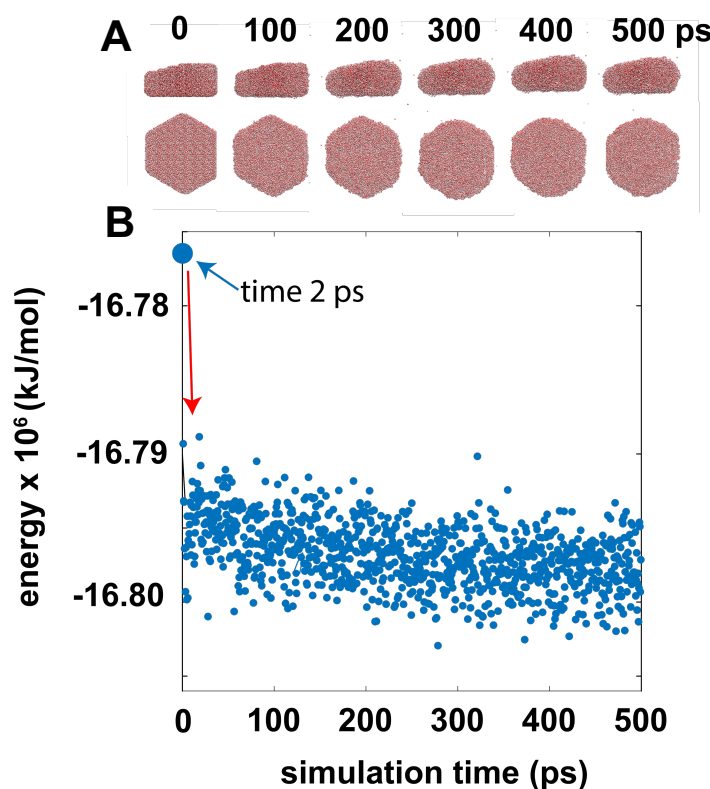 A
0 100 200 300 400 500 ps
B
time 2 ps
-16.78
-16.79
-16.80
energy x 10⁶ (kJ/mol)
0 100 200 300 400 500
simulation time (ps)